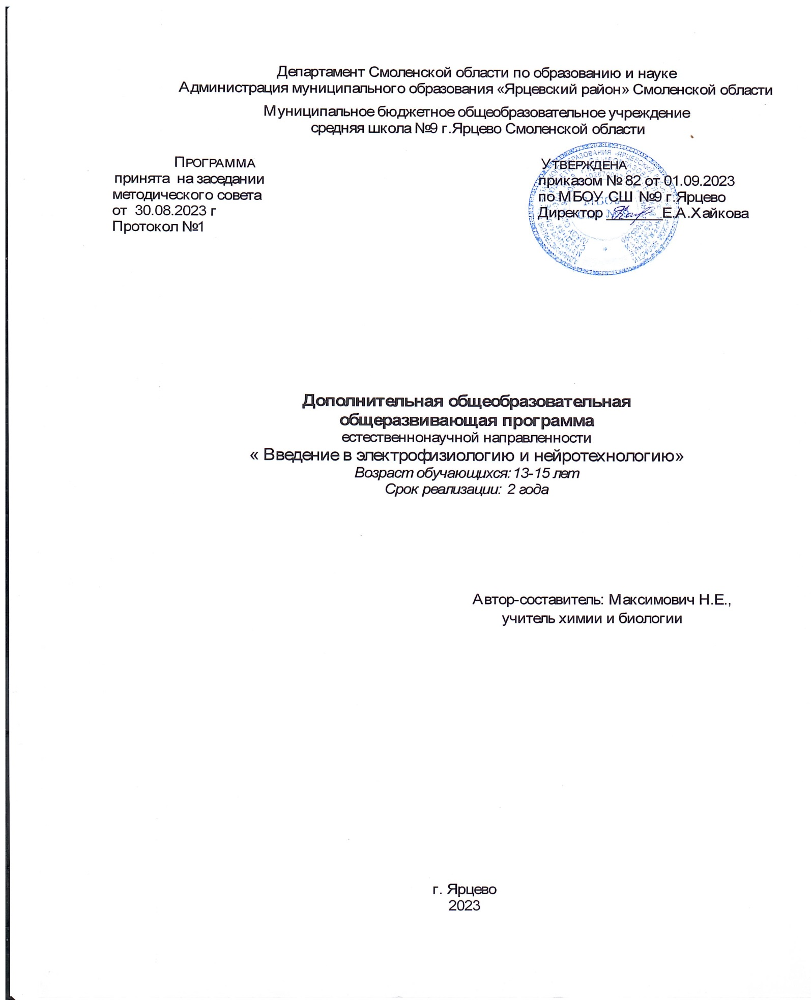 Департамент Смоленской области по образованию и науке
Администрация муниципального образования «Ярцевский район» Смоленской области
Муниципальное бюджетное общеобразовательное учреждение
средняя школа №9 г.Ярцево Смоленской области
ПРОГРАММА
принята на заседании
методического совета
от 30.08.2023 г
Протокол №1
УТВЕРЖДЕНА
приказом № 82 от 01.09.2023
по МБОУ СШ №9 г.Ярцево
Директор _______Е.А.Хайкова
Дополнительная общеобразовательная
общеразвивающая программа
естественнонаучной направленности
« Введение в электрофизиологию и нейротехнологию»
Возраст обучающихся: 13-15 лет
Срок реализации: 2 года
Автор-составитель: Максимович Н.Е.,
учитель химии и биологии
г. Ярцево
2023